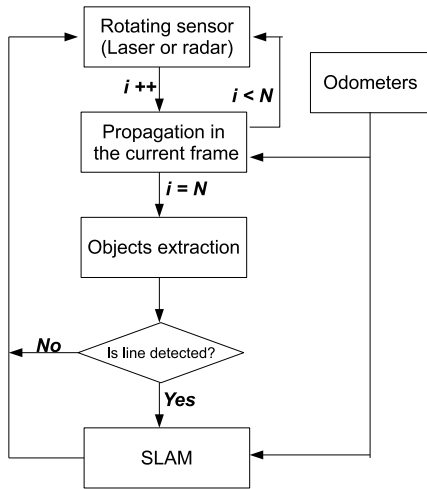 Rotating sensor
(Laser or radar)
i ++
i < N
Odometers
Propagation in
the current frame
i = N
Objects extraction
Is line detected?
No
Yes
SLAM